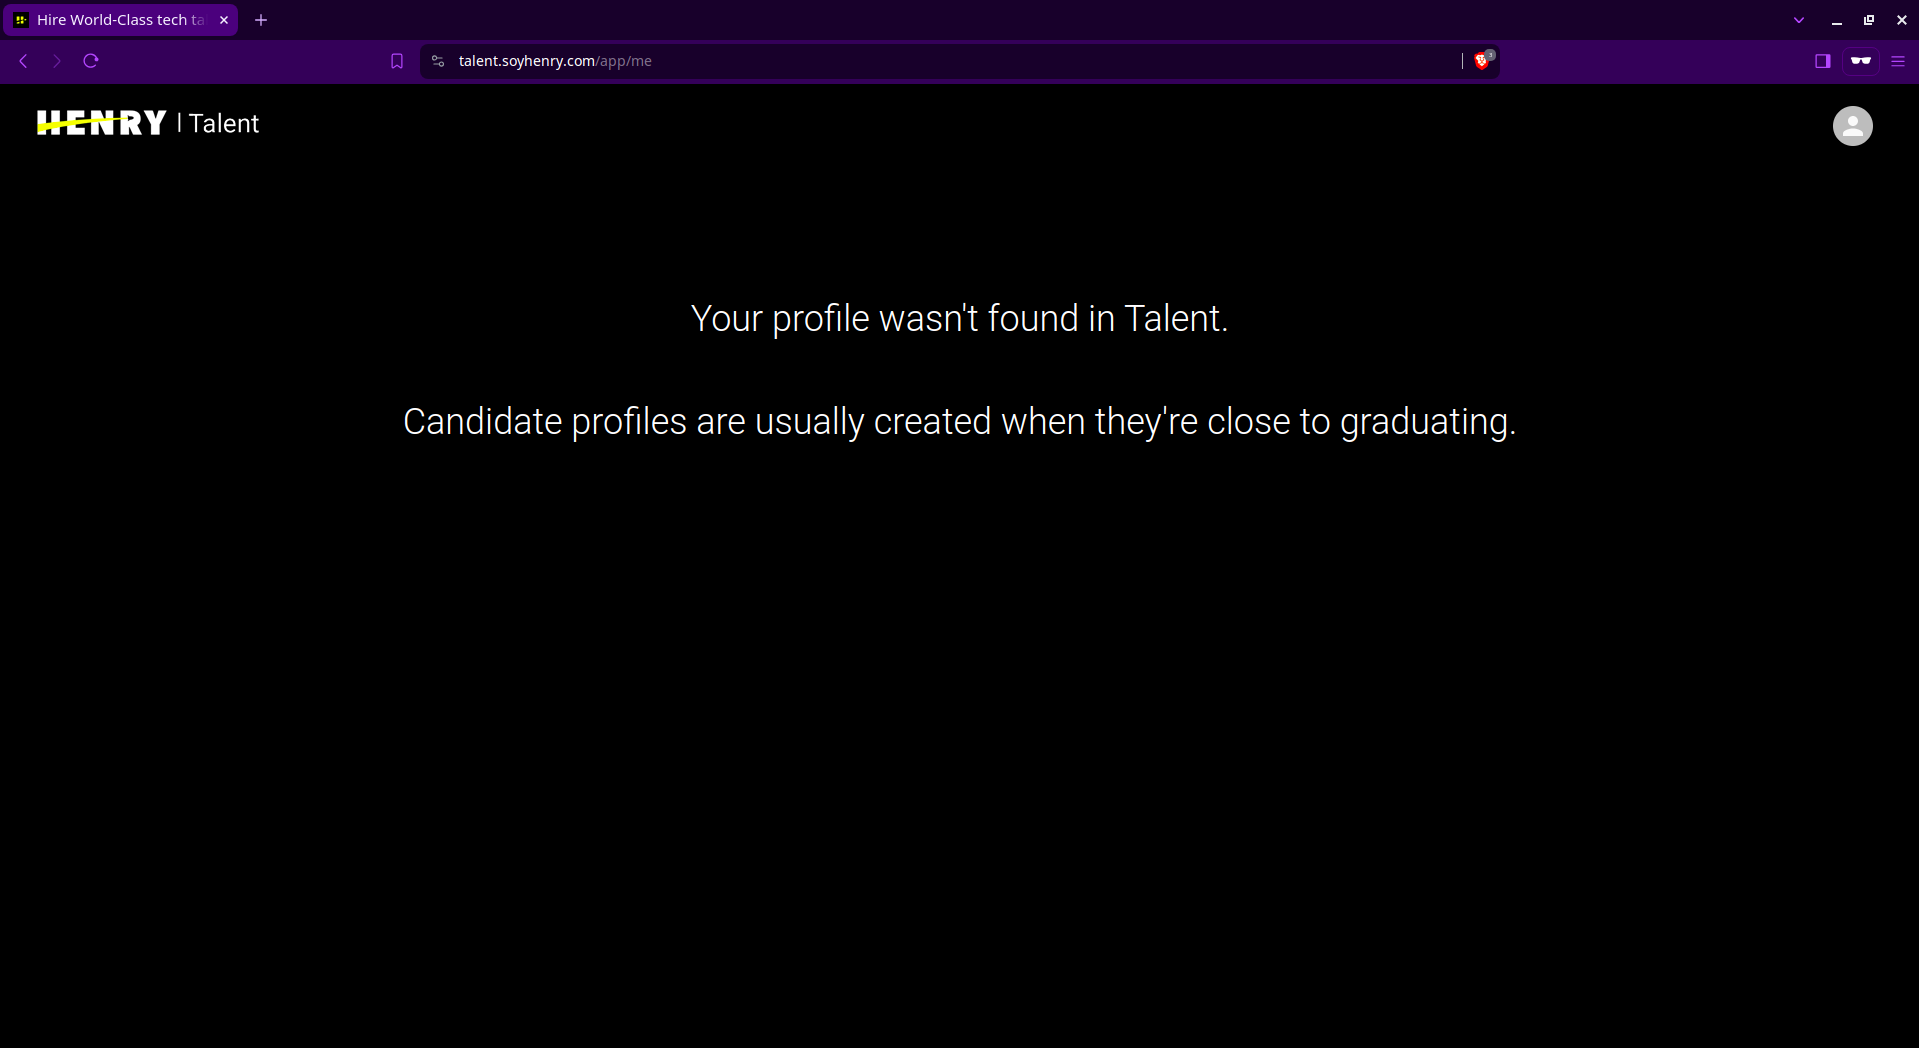 Hire World-Class tech ta
talent.soyhenry.com/app/me
HENRY | Talent
Your profile wasn't found in Talent.
Candidate profiles are usually created when they're close to graduating.